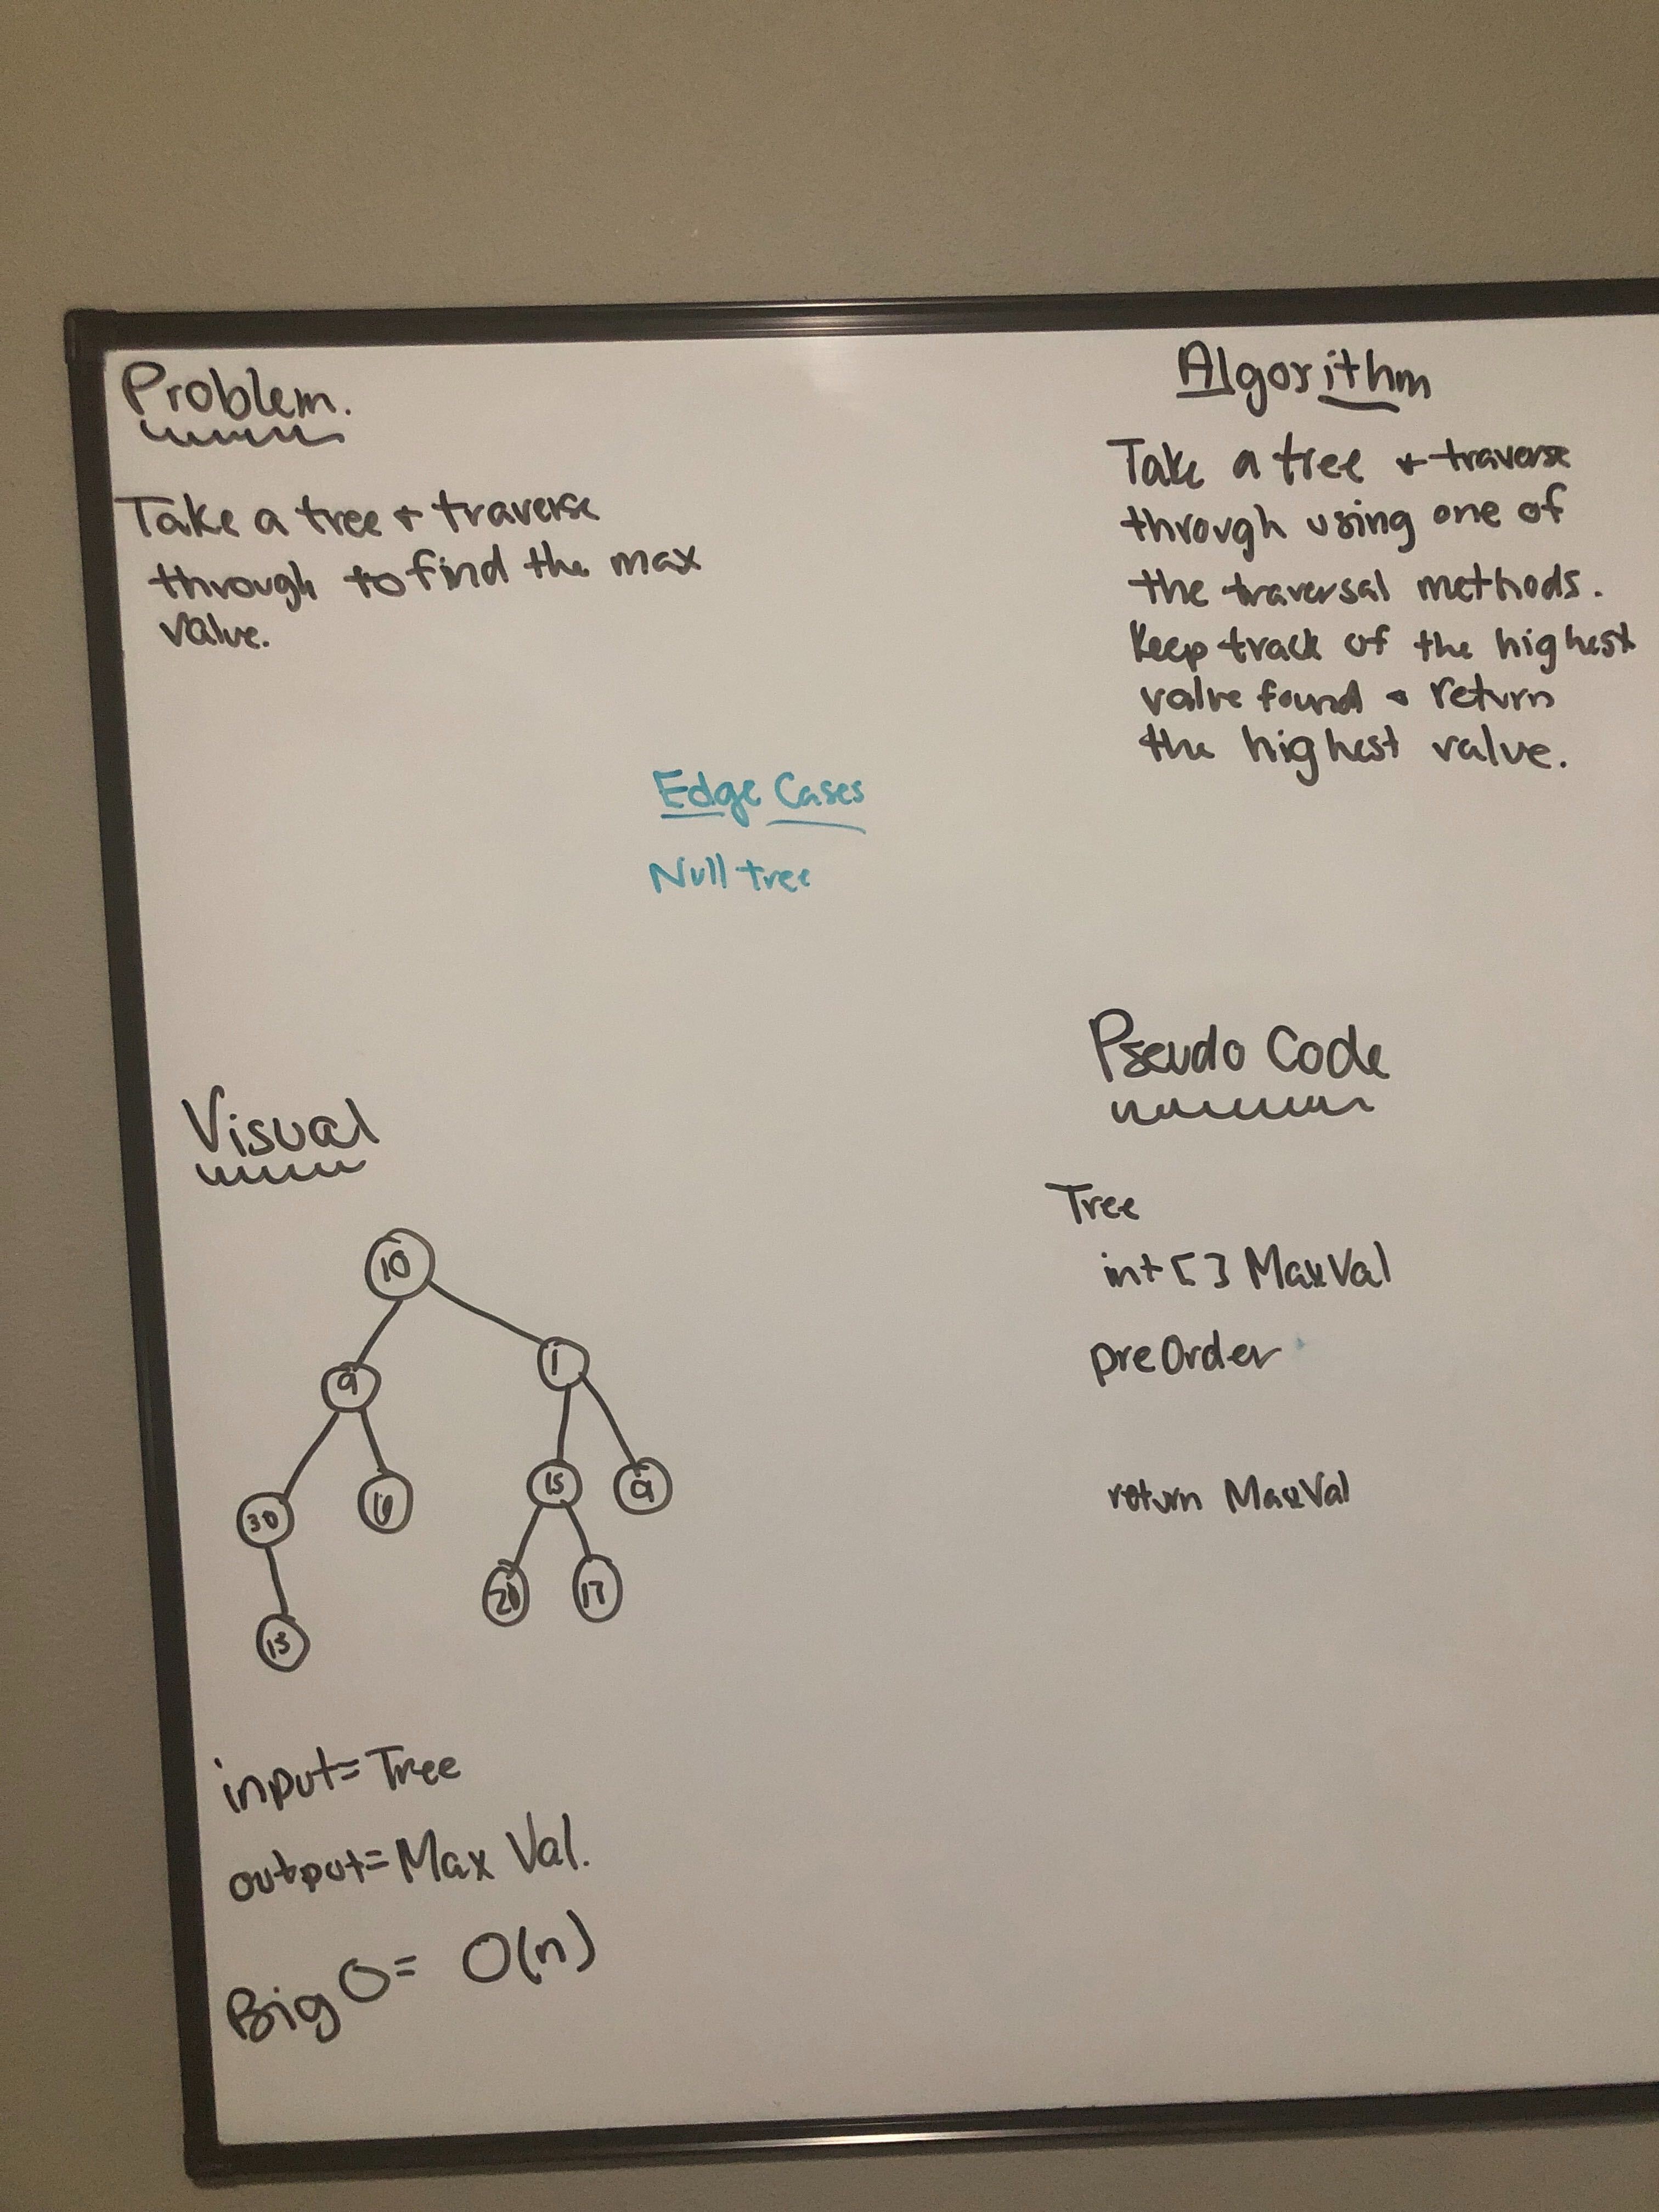 Problem.
Take a tree + traverse
through to find the max
value.
Edge Cases
Null tree
Visual
10
9
1
30
15
9
13
17
input=Tree
output=Max Val.
Big O= O(n)
Algorithm
Take a tree + traverse
through using one of
the traversal methods.
Keep track of the highest
value found + return
the highest value.
Pseudo Code
Tree
int[] MaxVal
preOrder
return MaxVal